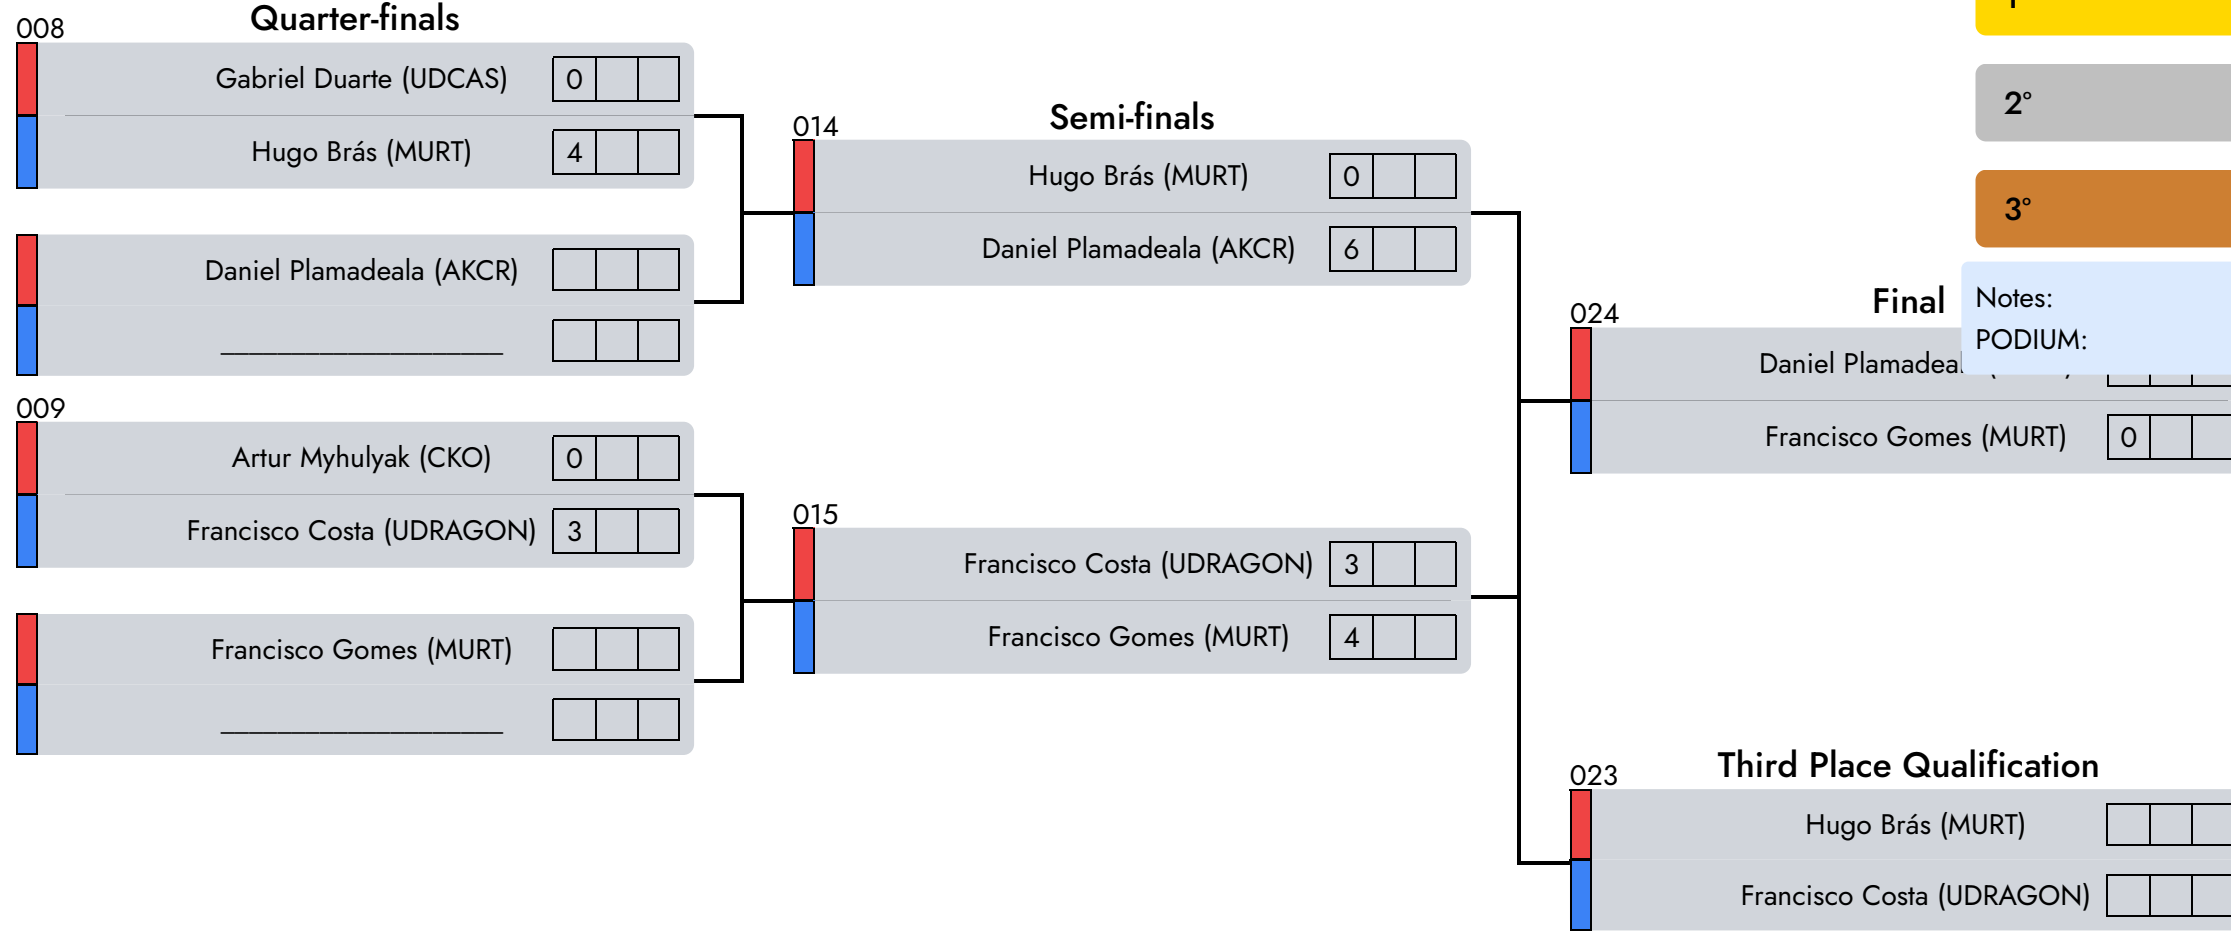 Quarter-finals
008
Gabriel Duarte (UDCAS) 0
Hugo Brás (MURT) 4
Daniel Plamadeala (AKCR)
____________________
009
Artur Myhulyak (CKO) 0
Francisco Costa (UDRAGON) 3
Francisco Gomes (MURT)
____________________
Semi-finals
014
Hugo Brás (MURT) 0
Daniel Plamadeala (AKCR) 6
015
Francisco Costa (UDRAGON) 3
Francisco Gomes (MURT) 4
2°
3°
Notes:
PODIUM:
Final
024
Daniel
Francisco Gomes (MURT) 0
Third Place Qualification
023
Hugo Brás (MURT)
Francisco Costa (UDRAGON)